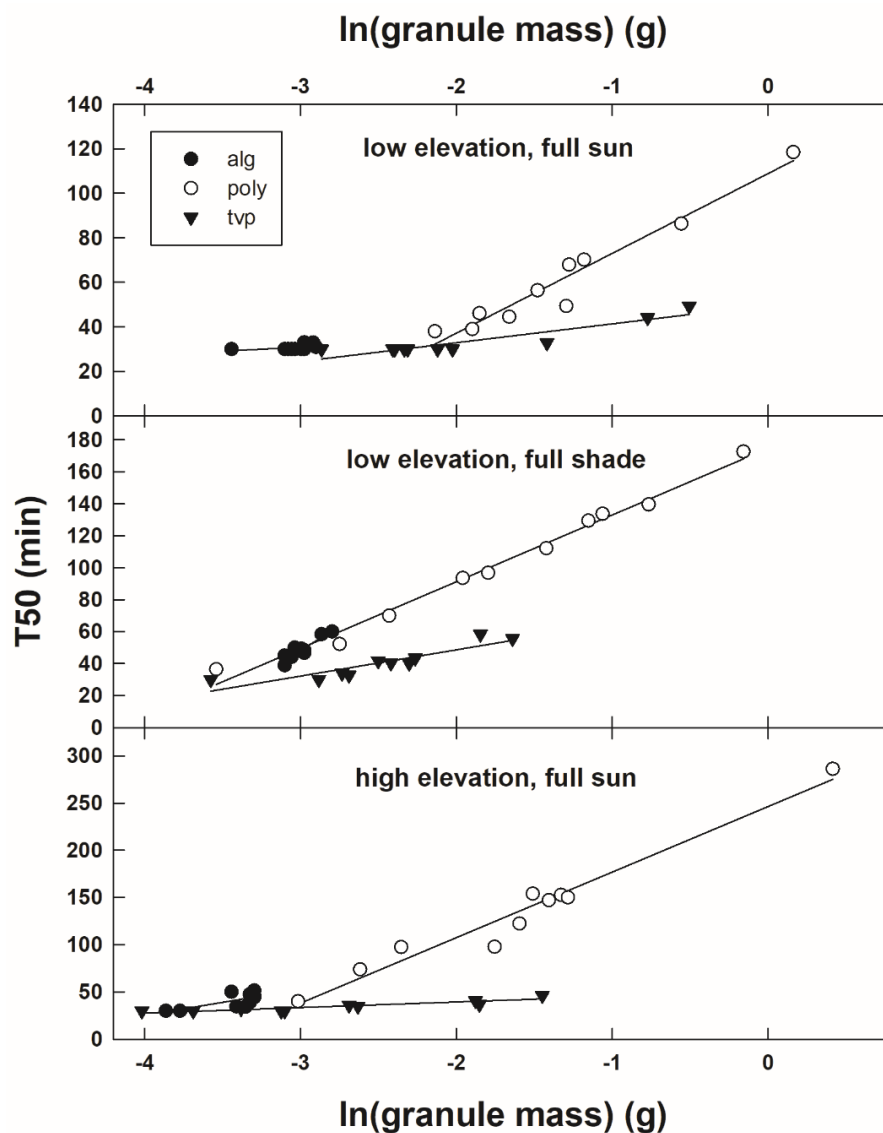 ln(granule mass) (g)
-4 -3 -2 -1 0
140
120
100
80
60
40
20
0
alg
poly
tvp
low elevation, full sun
T50 (min)
180
160
140
120
100
80
60
40
20
0
low elevation, full shade
300
250
200
150
100
50
0
high elevation, full sun
-4 -3 -2 -1 0
ln(granule mass) (g)